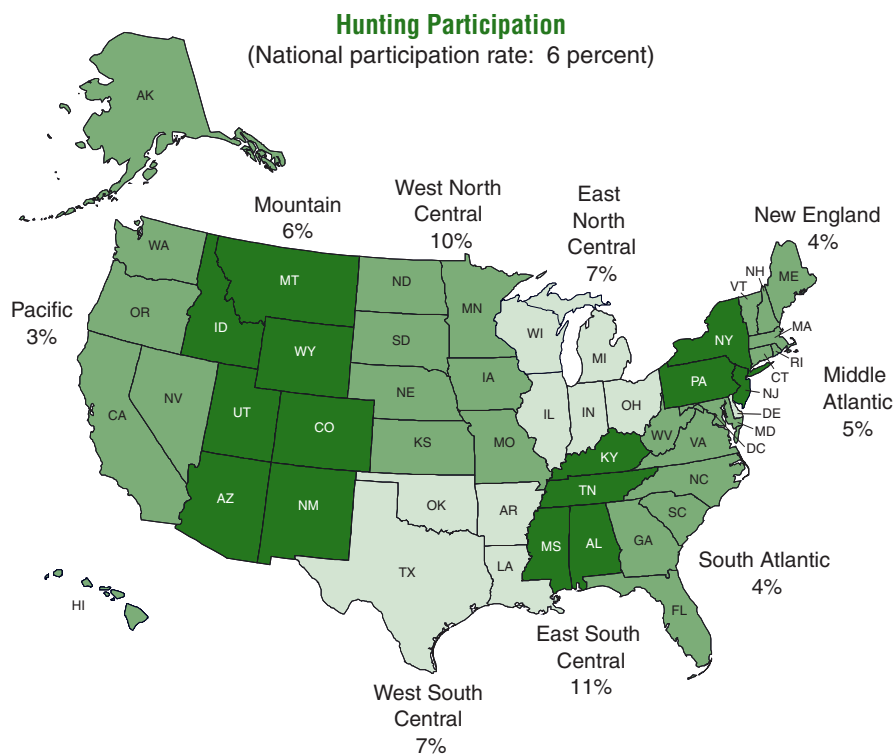 Hunting Participation
(National participation rate: 6 percent)
AK
Mountain
6%
West North
Central
10%
East
North
Central
7%
New England
4%
Pacific
3%
Middle
Atlantic
5%
South Atlantic
4%
East South
Central
11%
West South
Central
7%
WA
OR
CA
NV
ID
MT
WY
UT
CO
AZ
NM
ND
SD
NE
KS
MN
IA
MO
WI
MI
IL
IN
OH
OK
AR
TX
LA
KY
TN
MS
AL
NY
PA
NJ
VT
NH
ME
MA
RI
CT
DE
MD
DC
WV
VA
NC
SC
GA
FL
HI